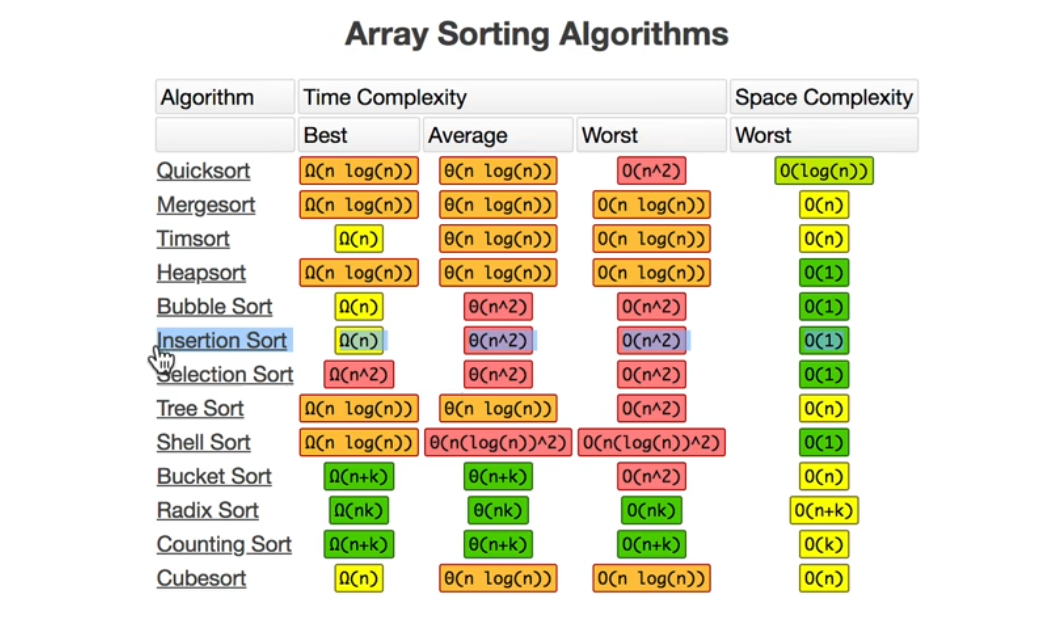 Array Sorting Algorithms
Algorithm Time Complexity Space Complexity
Best Average Worst Worst
Quicksort Ω(n log(n)) θ(n log(n)) O(n^2) O(log(n))
Mergesort Ω(n log(n)) θ(n log(n)) O(n log(n)) O(n)
Timsort Ω(n) θ(n log(n)) O(n log(n)) O(n)
Heapsort Ω(n log(n)) θ(n log(n)) O(n log(n)) O(1)
Bubble Sort Ω(n) θ(n^2) O(n^2) O(1)
Insertion Sort Ω(n) θ(n^2) O(n^2) O(1)
Selection Sort Ω(n^2) θ(n^2) O(n^2) O(1)
Tree Sort Ω(n log(n)) θ(n log(n)) O(n^2) O(n)
Shell Sort Ω(n log(n)) θ(n(log(n))^2) O(n(log(n))^2) O(1)
Bucket Sort Ω(n+k) θ(n+k) O(n^2) O(n)
Radix Sort Ω(nk) θ(nk) O(nk) O(n+k)
Counting Sort Ω(n+k) θ(n+k) O(n+k) O(k)
Cubesort Ω(n) θ(n log(n)) O(n log(n)) O(n)